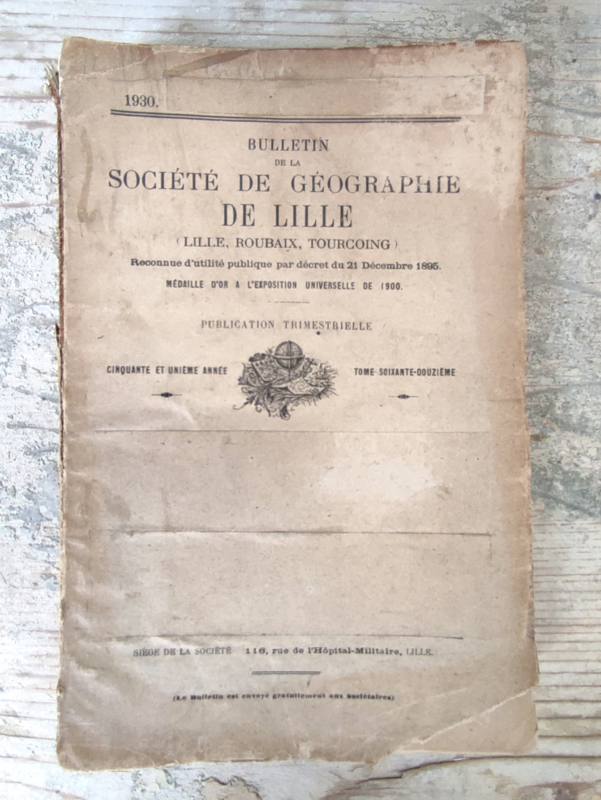 1930.
BULLETIN
DE LA
SOCIÉTÉ DE GÉOGRAPHIE
DE LILLE
(LILLE, ROUBAIX, TOURCOING)
Reconnue d'utilité publique par décret du 21 Décembre 1895.
MÉDAILLE D'OR A L'EXPOSITION UNIVERSELLE DE 1900.
PUBLICATION TRIMESTRIELLE
CINQUANTE ET UNIÈME ANNÉE
TOME SOIXANTE-DOUZIÈME
SIÈGE DE LA SOCIÉTÉ 116, rue de l'Hôpital-Militaire, LILLE.
(Le Bulletin est envoyé gratuitement aux Sociétaires)